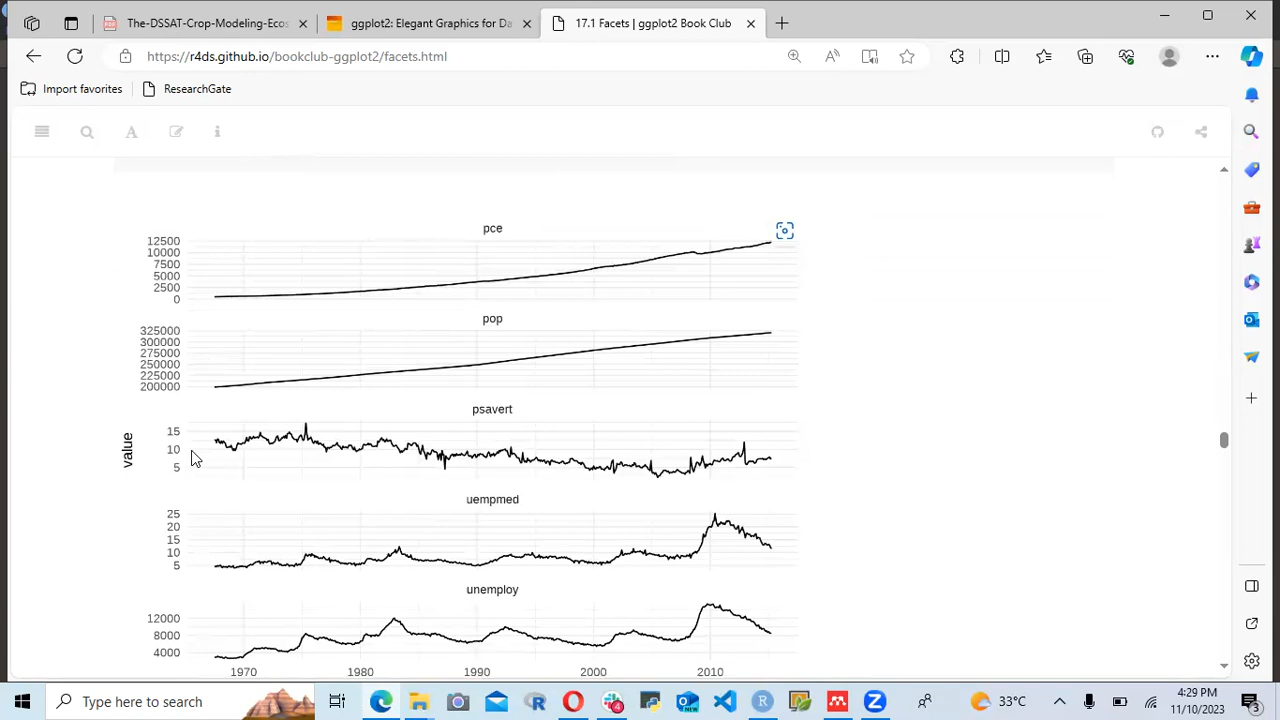 The-DSSAT-Crop-Modeling-Ecos
ggplot2: Elegant Graphics for Da
17.1 Facets | ggplot2 Book Club
https://r4ds.github.io/bookclub-ggplot2/facets.html
Import favorites
ResearchGate
pce
12500
10000
7500
5000
2500
0
pop
325000
300000
275000
250000
225000
200000
psavert
15
10
5
value
uempmed
25
20
15
10
5
unemploy
12000
8000
4000
1970 1980 1990 2000 2010
Type here to search
4
33°C
4:29 PM
11/10/2023
3